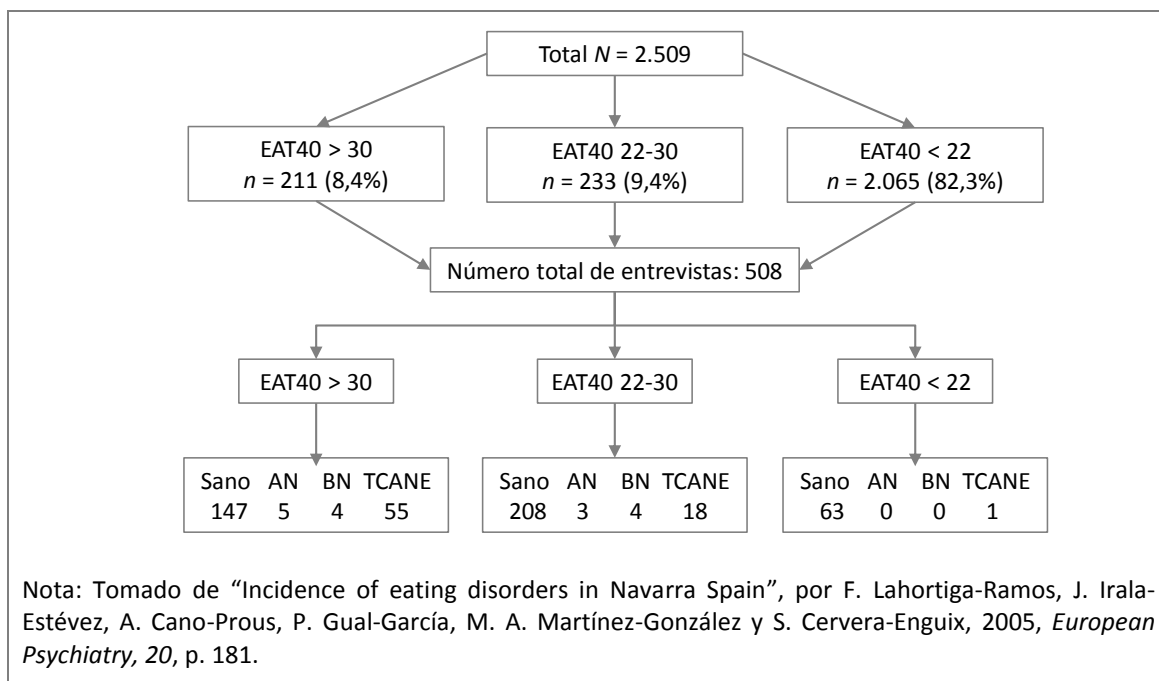 Total N = 2.509
EAT40 > 30
n = 211 (8,4%)
EAT40 22-30
n = 233 (9,4%)
EAT40 < 22
n = 2.065 (82,3%)
Número total de entrevistas: 508
EAT40 > 30
EAT40 22-30
EAT40 < 22
Sano AN BN TCANE
147 5 4 55
Sano AN BN TCANE
208 3 4 18
Sano AN BN TCANE
63 0 0 1
Nota: Tomado de “Incidence of eating disorders in Navarra Spain”, por F. Lahortiga-Ramos, J. Irala-
Estévez, A. Cano-Prous, P. Gual-García, M. A. Martínez-González y S. Cervera-Enguix, 2005, European
Psychiatry, 20, p. 181.